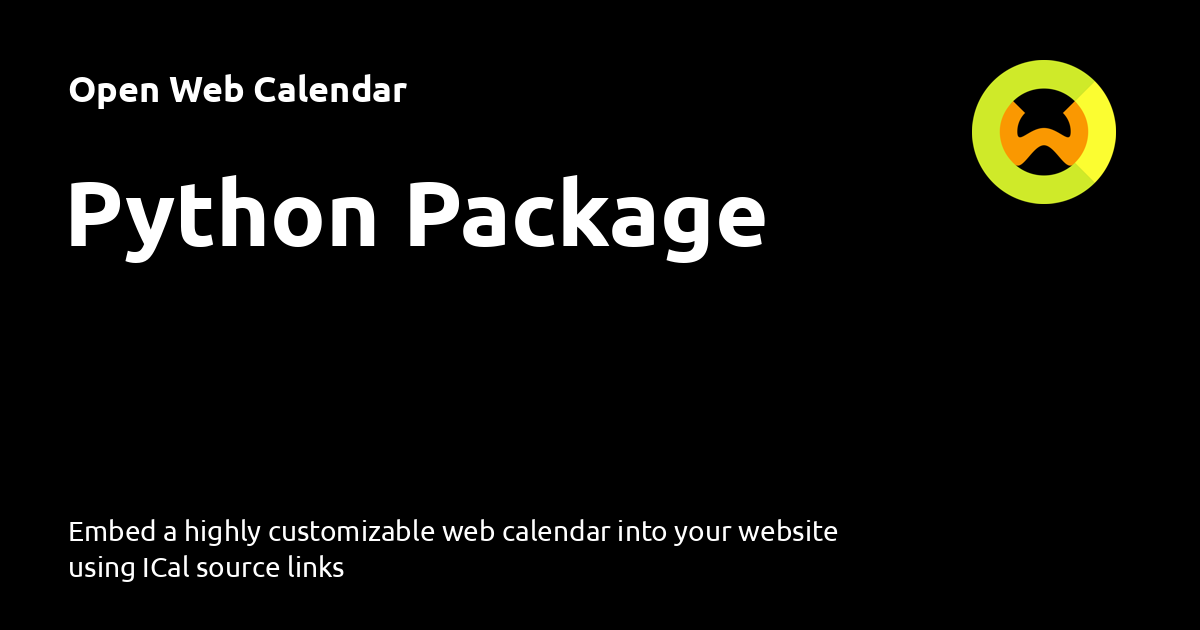 Open Web Calendar
Python Package
Embed a highly customizable web calendar into your website
using ICal source links